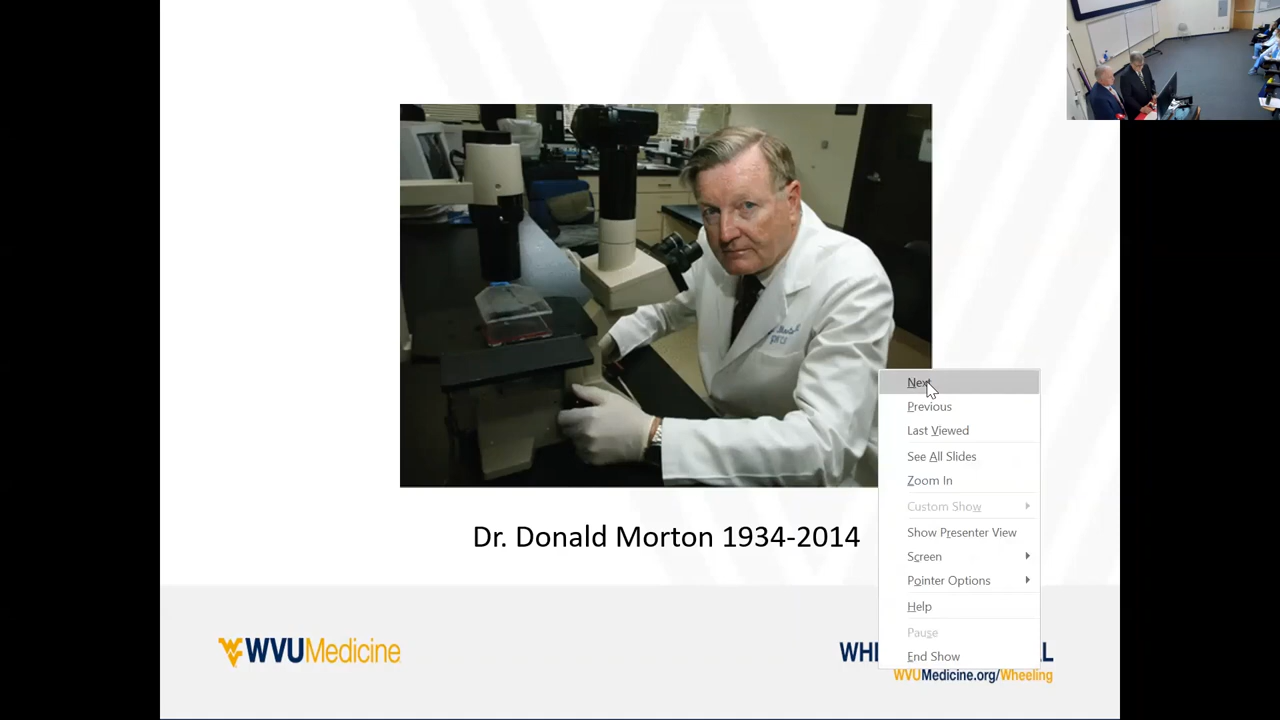 Dr. Donald Morton 1934-2014
WVUMedicine
WVUMedicine.org/Wheeling
Next
Previous
Last Viewed
See All Slides
Zoom In
Custom Show
Show Presenter View
Screen
Pointer Options
Help
Pause
End Show